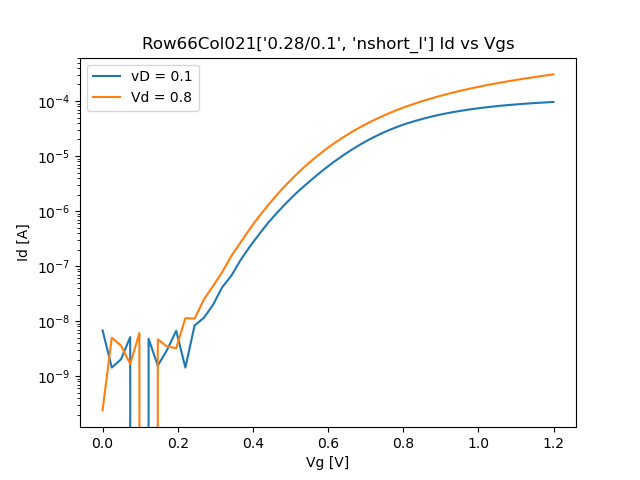 Row66Col021['0.28/0.1', 'nshort_l'] Id vs Vgs
vD = 0.1
Vd = 0.8
Id [A]
10⁻⁴
10⁻⁵
10⁻⁶
10⁻⁷
10⁻⁸
10⁻⁹
0.0 0.2 0.4 0.6 0.8 1.0 1.2
Vg [V]